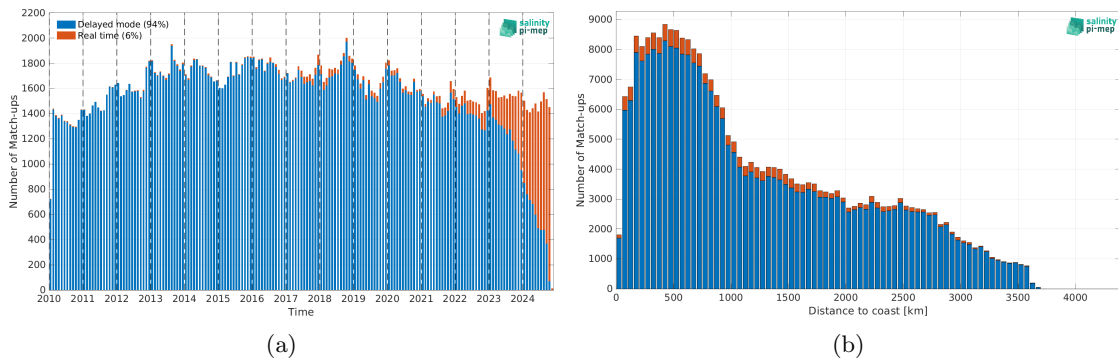 Delayed mode (94%)
Real time (6%)
salinity
pi-mep
Number of Match-ups
2200
2000
1800
1600
1400
1200
1000
800
600
400
200
0
2010 2011 2012 2013 2014 2015 2016 2017 2018 2019 2020 2021 2022 2023 2024
Time
(a)
salinity
pi-mep
Number of Match-ups
9000
8000
7000
6000
5000
4000
3000
2000
1000
0
0 500 1000 1500 2000 2500 3000 3500 4000
Distance to coast [km]
(b)